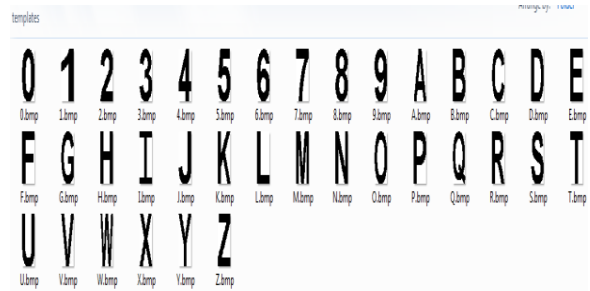 Arrange by: Folder
templates
0 1 2 3 4 5 6 7 8 9 A B C D E
0.bmp 1.bmp 2.bmp 3.bmp 4.bmp 5.bmp 6.bmp 7.bmp 8.bmp 9.bmp A.bmp B.bmp C.bmp D.bmp E.bmp
F G H I J K L M N O P Q R S T
F.bmp G.bmp H.bmp I.bmp J.bmp K.bmp L.bmp M.bmp N.bmp O.bmp P.bmp Q.bmp R.bmp S.bmp T.bmp
U V W X Y Z
U.bmp V.bmp W.bmp X.bmp Y.bmp Z.bmp